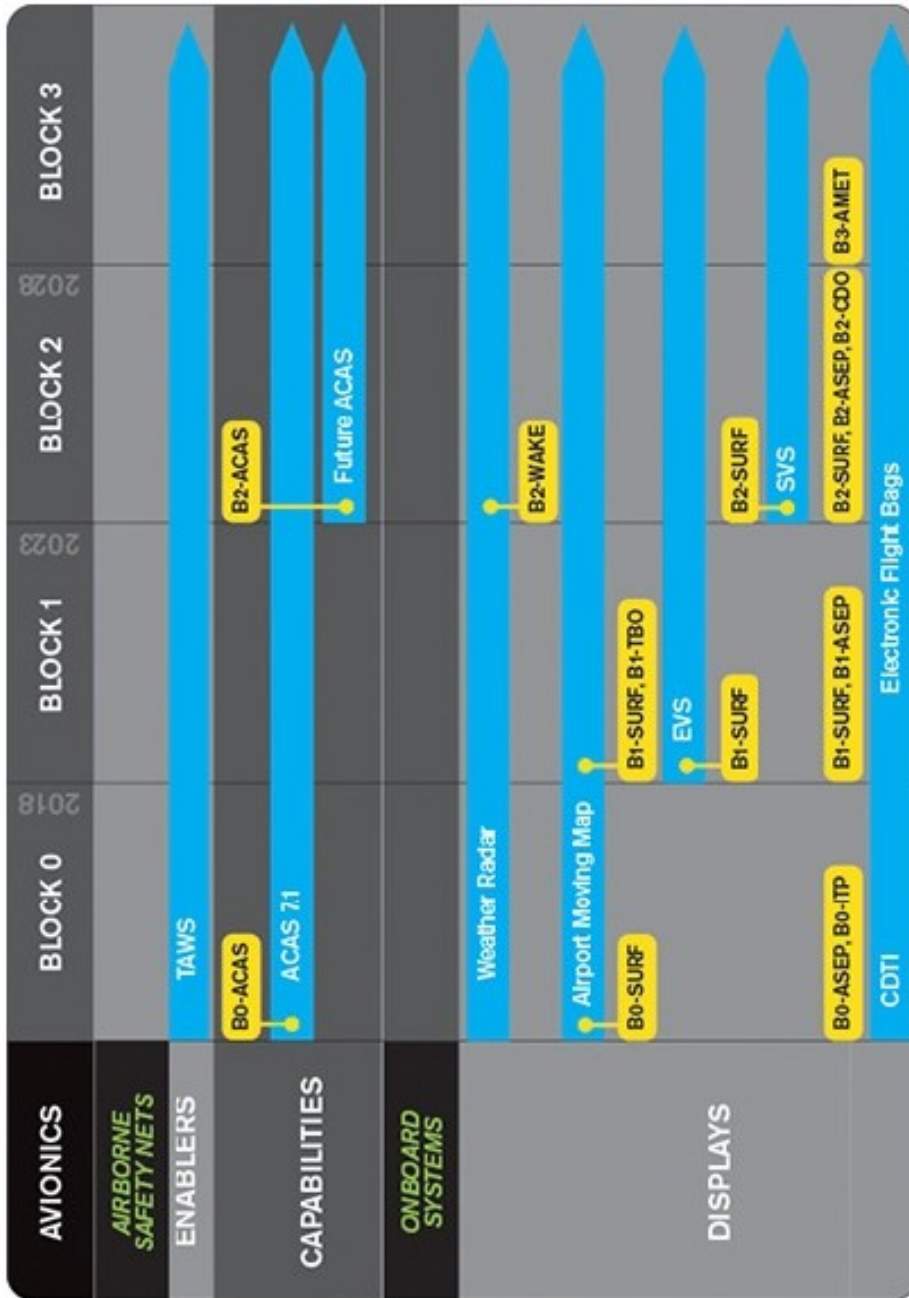 AVIONICS
BLOCK 0
2018
BLOCK 1
2023
BLOCK 2
2028
BLOCK 3
AIRBORNE
SAFETY NETS
ENABLERS
TAWS
CAPABILITIES
B0-ACAS
B2-ACAS
ACAS 7.1
Future ACAS
ONBOARD
SYSTEMS
DISPLAYS
Weather Radar
B2-WAKE
Airport Moving Map
B0-SURF
B1-SURF, B1-TBO
EVS
B1-SURF
B2-SURF
SVS
B0-ASEP, B0-ITP
B1-SURF, B1-ASEP
B2-SURF, B2-ASEP, B2-CDO
B3-AMET
CDTI
Electronic Flight Bags